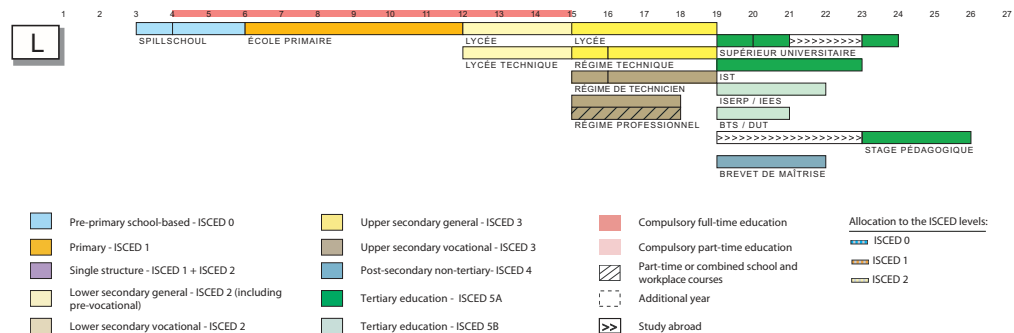 1 2 3 4 5 6 7 8 9 10 11 12 13 14 15 16 17 18 19 20 21 22 23 24 25 26 27
L
SPILLSCHOUL ÉCOLE PRIMAIRE LYCÉE LYCÉE
>>>>>>>>>>
SUPÉRIEUR UNIVERSITAIRE
LYCÉE TECHNIQUE RÉGIME TECHNIQUE
IST
RÉGIME DE TECHNICIEN
ISERP / IEES
RÉGIME PROFESSIONNEL BTS / DUT
>>>>>>>>>>>>>>>>>>>>
STAGE PÉDAGOGIQUE
BREVET DE MAÎTRISE
Pre-primary school-based - ISCED 0
Primary - ISCED 1
Single structure - ISCED 1 + ISCED 2
Lower secondary general - ISCED 2 (including
pre-vocational)
Lower secondary vocational - ISCED 2
Upper secondary general - ISCED 3
Upper secondary vocational - ISCED 3
Post-secondary non-tertiary- ISCED 4
Tertiary education - ISCED 5A
Tertiary education - ISCED 5B
Compulsory full-time education
Compulsory part-time education
Part-time or combined school and
workplace courses
Additional year
>> Study abroad
Allocation to the ISCED levels:
ISCED 0
ISCED 1
ISCED 2